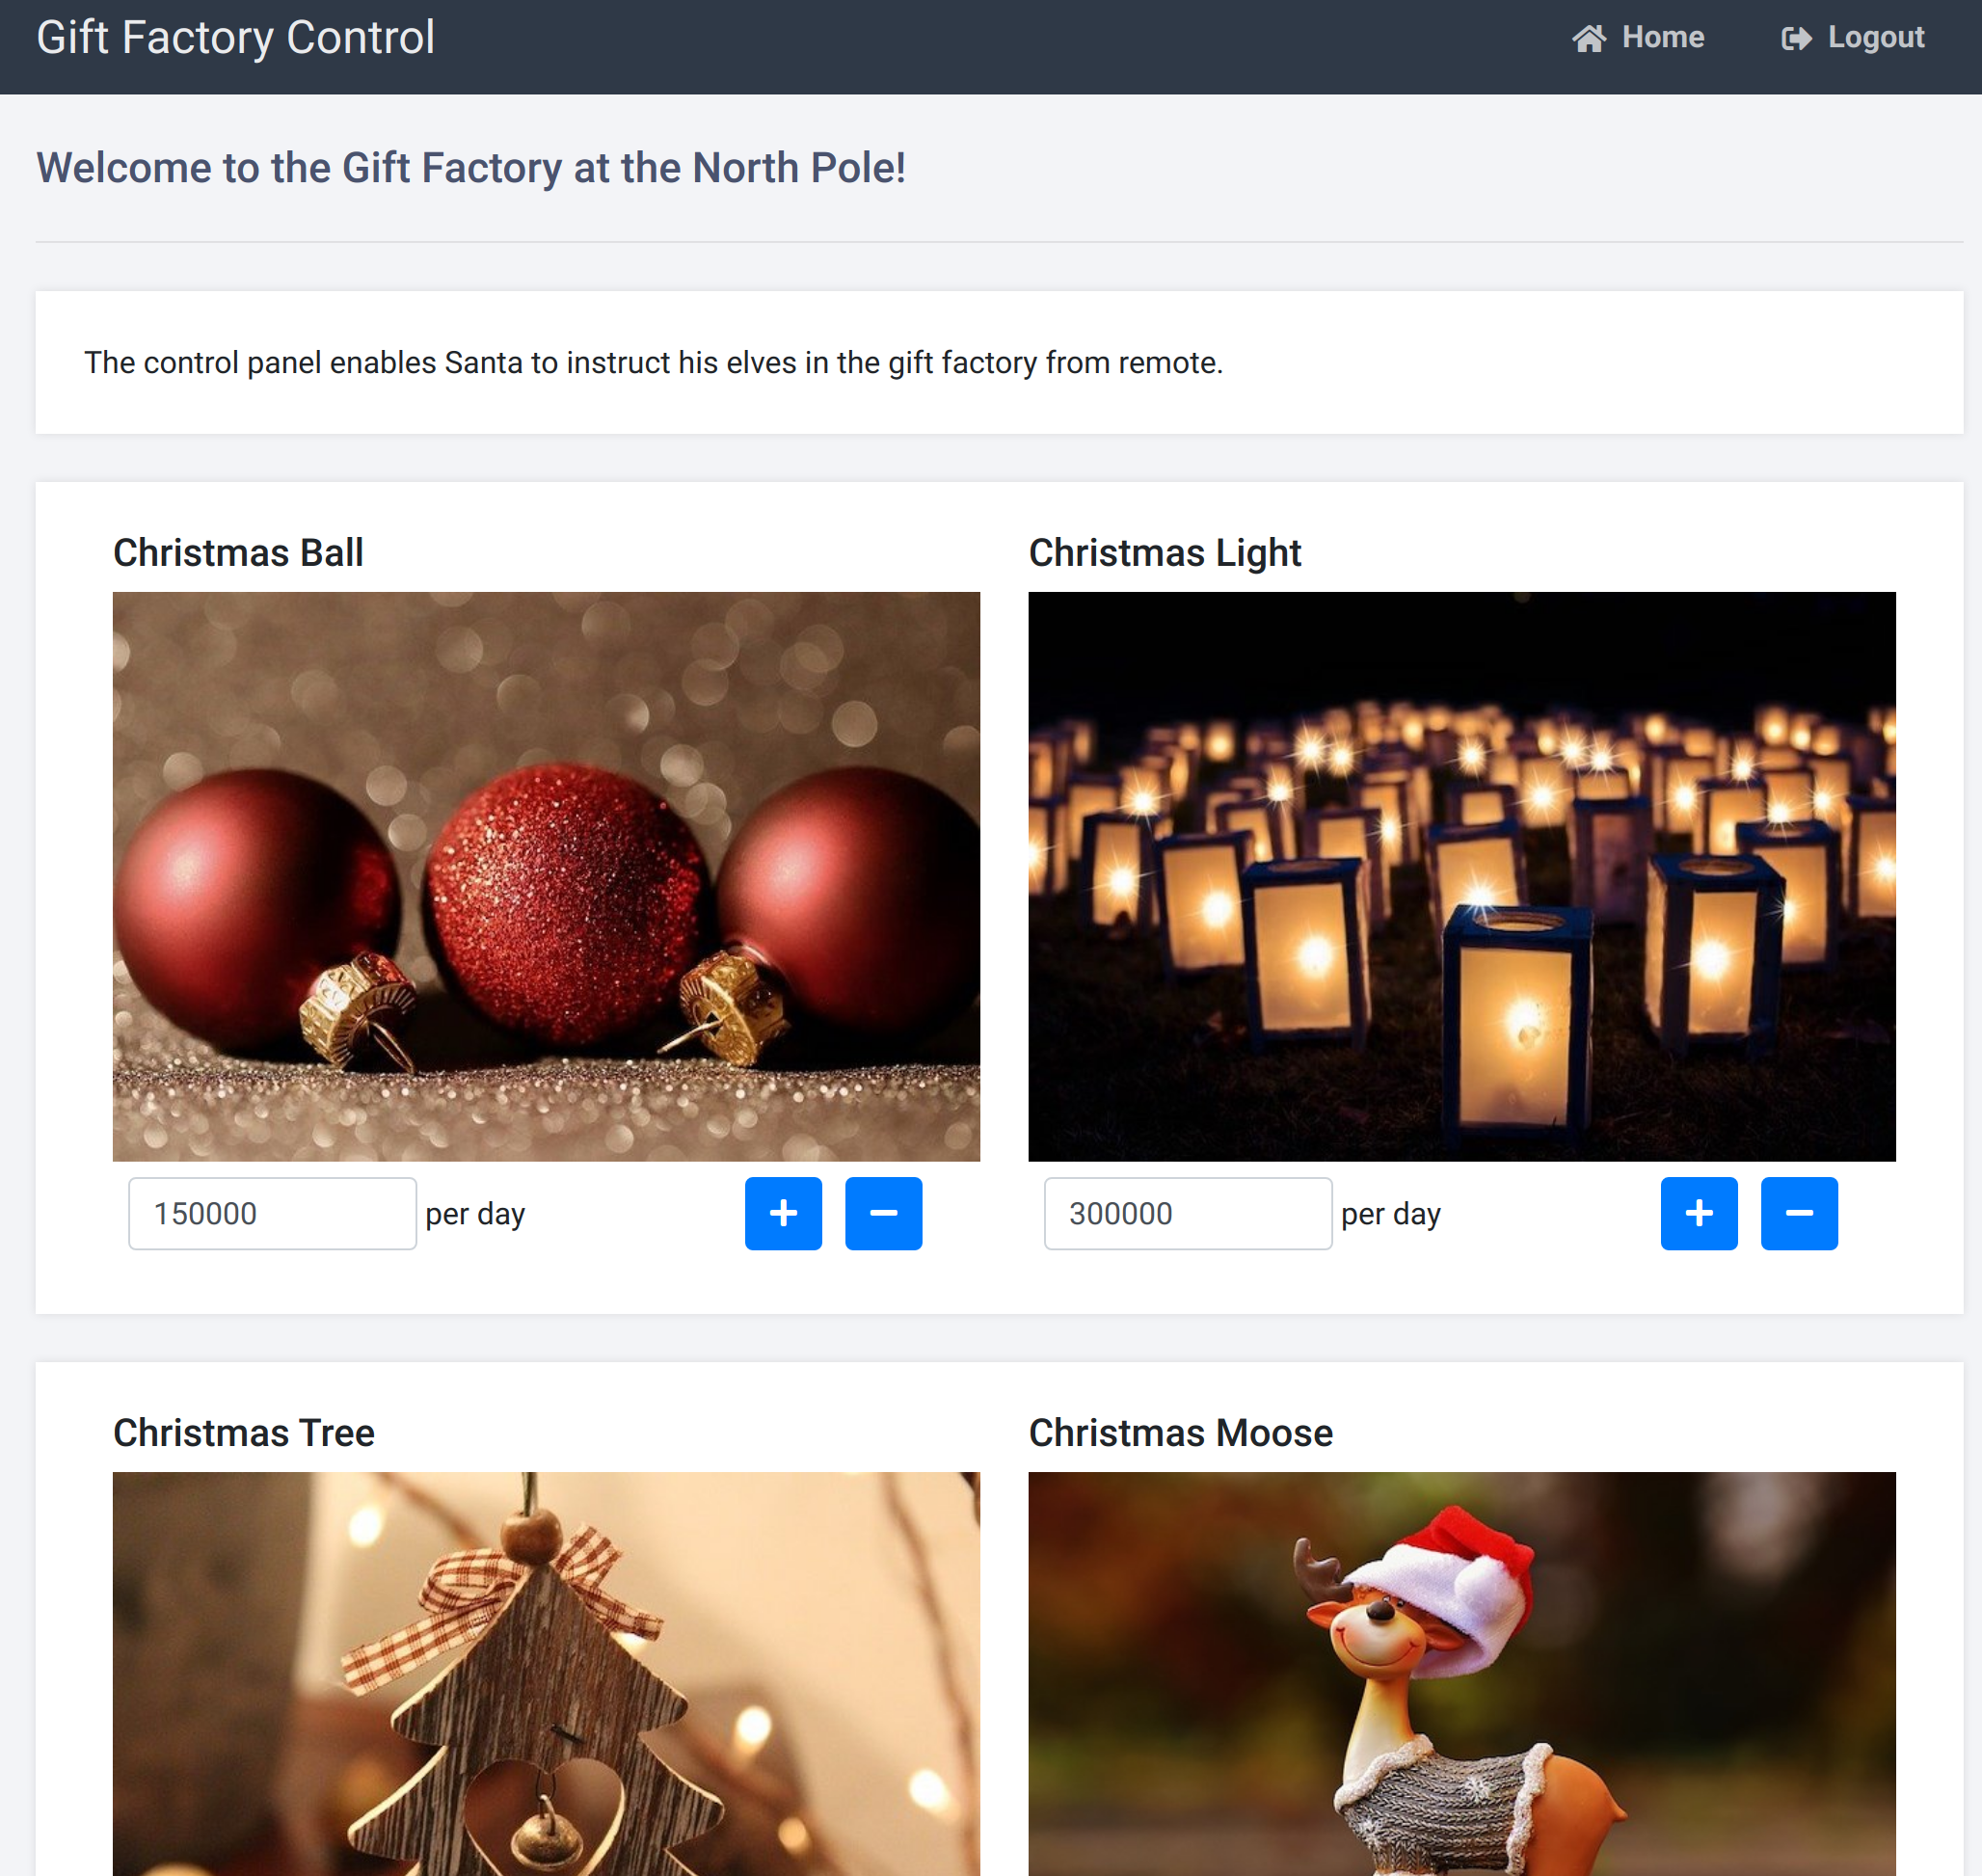 Gift Factory Control
Home
Logout
Welcome to the Gift Factory at the North Pole!
The control panel enables Santa to instruct his elves in the gift factory from remote.
Christmas Ball
Christmas Light
150000 per day
300000 per day
Christmas Tree
Christmas Moose